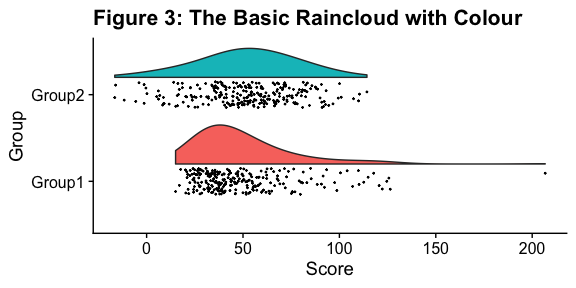 Figure 3: The Basic Raincloud with Colour
Group
Group2
Group1
0 50 100 150 200
Score